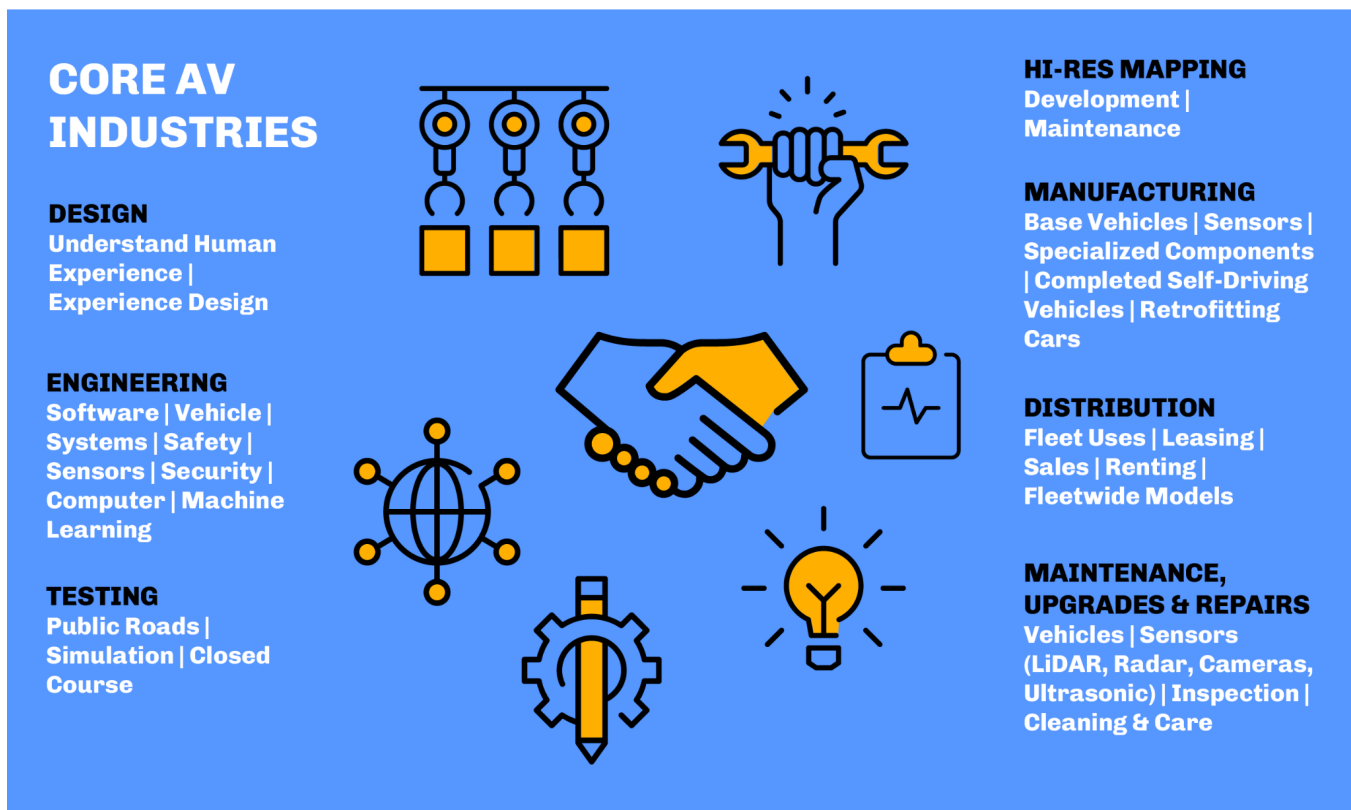 CORE AV
INDUSTRIES
DESIGN
Understand Human
Experience |
Experience Design
ENGINEERING
Software | Vehicle |
Systems | Safety |
Sensors | Security |
Computer | Machine
Learning
TESTING
Public Roads |
Simulation | Closed
Course
HI-RES MAPPING
Development |
Maintenance
MANUFACTURING
Base Vehicles | Sensors |
Specialized Components
| Completed Self-Driving
Vehicles | Retrofitting
Cars
DISTRIBUTION
Fleet Uses | Leasing |
Sales | Renting |
Fleetwide Models
MAINTENANCE,
UPGRADES & REPAIRS
Vehicles | Sensors
(LiDAR, Radar, Cameras,
Ultrasonic) | Inspection |
Cleaning & Care